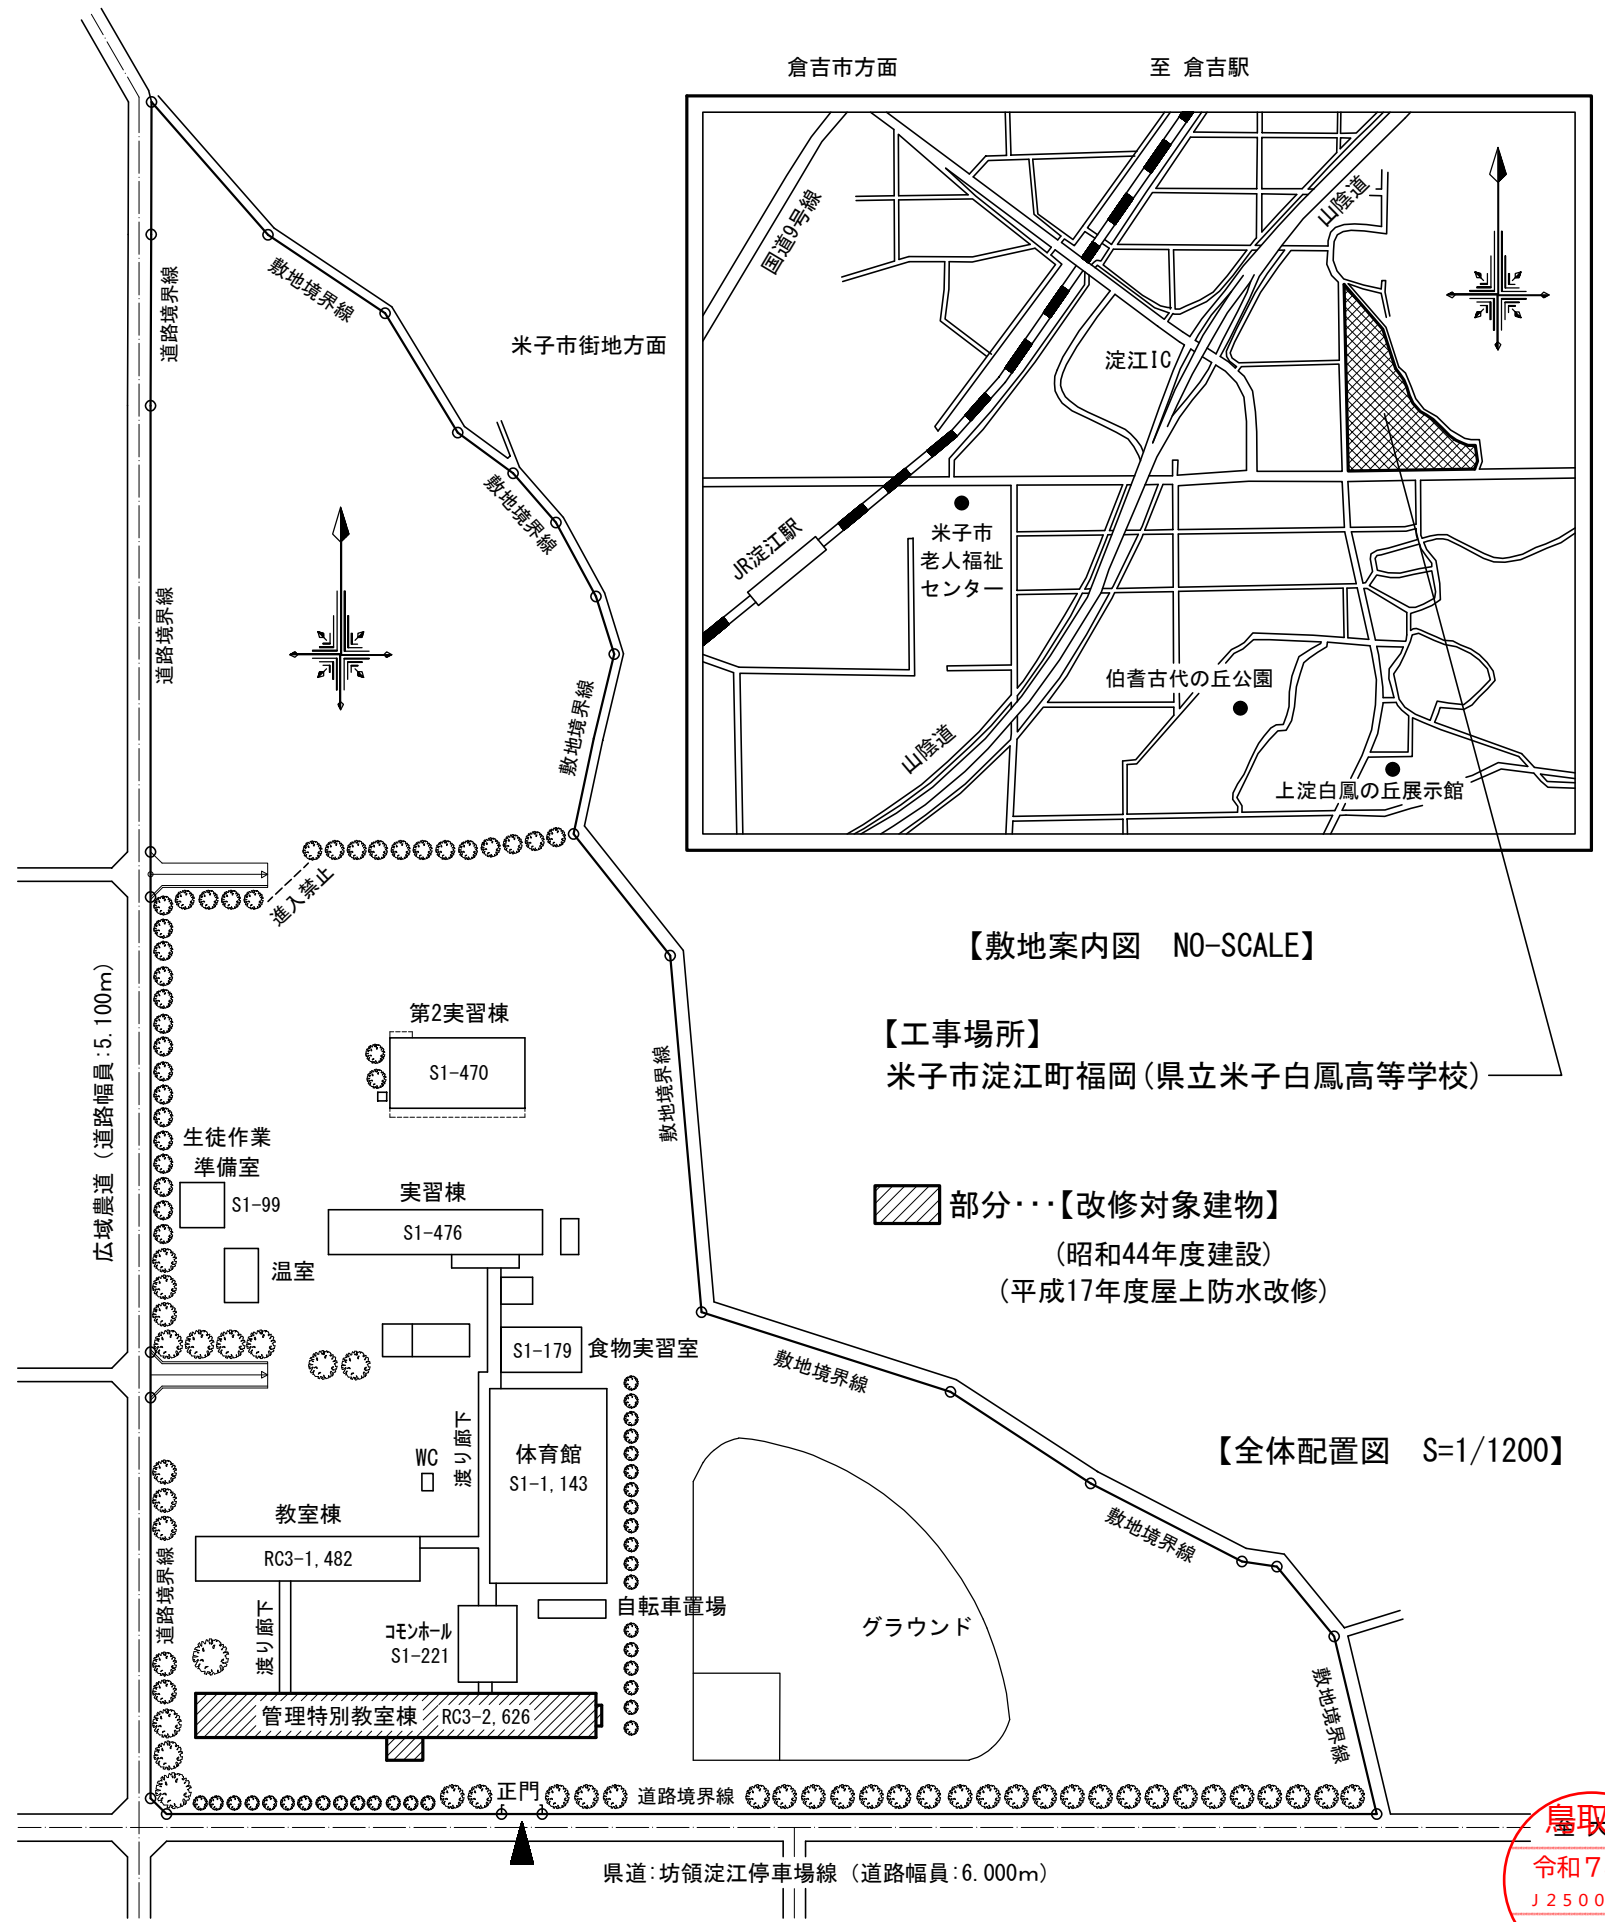 倉吉市方面
至 倉吉駅
国道9号線
山陰道
米子市街地方面
淀江IC
JR淀江駅
米子市
老人福祉
センター
伯耆古代の丘公園
山陰道
上淀白鳳の丘展示館
【敷地案内図 NO-SCALE】
【工事場所】
米子市淀江町福岡(県立米子白鳳高等学校)
部分・・・【改修対象建物】
(昭和44年度建設)
(平成17年度屋上防水改修)
【全体配置図 S=1/1200】
道路境界線
敷地境界線
敷地境界線
道路境界線
敷地境界線
進入禁止
敷地境界線
広域農道(道路幅員:5.100m)
第2実習棟
S1-470
生徒作業
準備室
S1-99
実習棟
S1-476
温室
S1-179
食物実習室
敷地境界線
WC
渡り廊下
体育館
S1-1,143
教室棟
RC3-1,482
敷地境界線
道路境界線
渡り廊下
コモンホール
S1-221
自転車置場
グラウンド
敷地境界線
管理特別教室棟 RC3-2,626
正門
道路境界線
県道:坊領淀江停車場線(道路幅員:6.000m)
鳥取
至
令和7
J2500